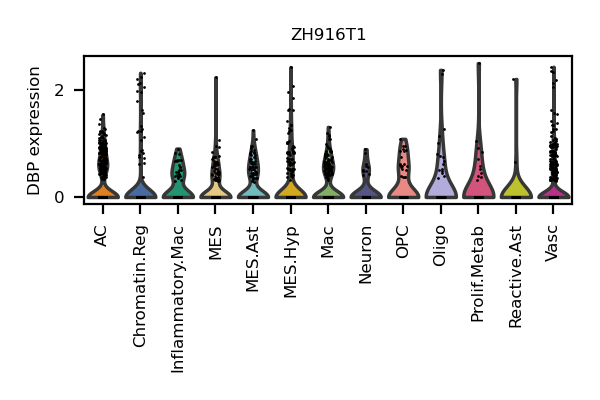 ZH916T1
DBP expression
2
0
AC
Chromatin.Reg
Inflammatory.Mac
MES
MES.Ast
MES.Hyp
Mac
Neuron
OPC
Oligo
Prolif.Metab
Reactive.Ast
Vasc